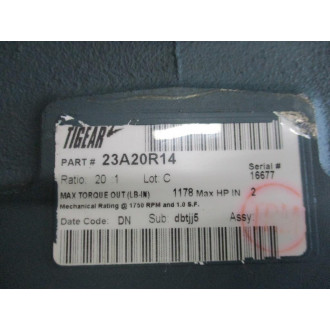 TIGEAR
PART # 23A20R14
Serial #
Ratio: 20 :1 Lot: C
16677
MAX TORQUE OUT (LB-IN) 1178 Max HP IN 2
Mechanical Rating @ 1750 RPM and 1.0 S.F.
Date Code: DN Sub: dbtjj5 Assy